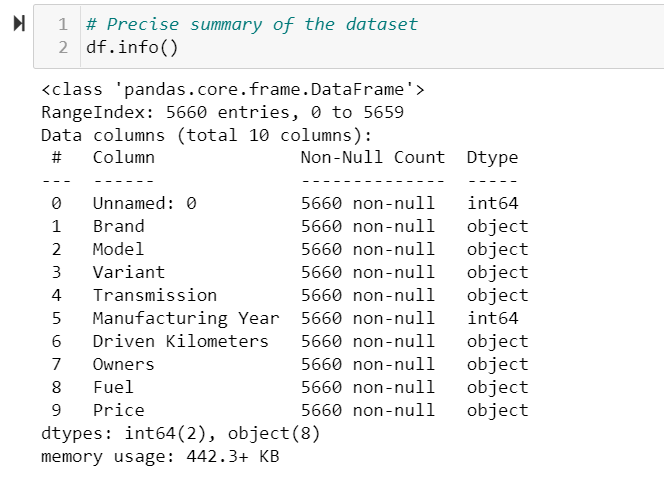 1 # Precise summary of the dataset
2 df.info()
<class 'pandas.core.frame.DataFrame'>
RangeIndex: 5660 entries, 0 to 5659
Data columns (total 10 columns):
 #   Column              Non-Null Count  Dtype
---  ------              --------------  -----
 0   Unnamed: 0          5660 non-null   int64
 1   Brand               5660 non-null   object
 2   Model               5660 non-null   object
 3   Variant             5660 non-null   object
 4   Transmission        5660 non-null   object
 5   Manufacturing Year  5660 non-null   int64
 6   Driven Kilometers   5660 non-null   object
 7   Owners              5660 non-null   object
 8   Fuel                5660 non-null   object
 9   Price               5660 non-null   object
dtypes: int64(2), object(8)
memory usage: 442.3+ KB